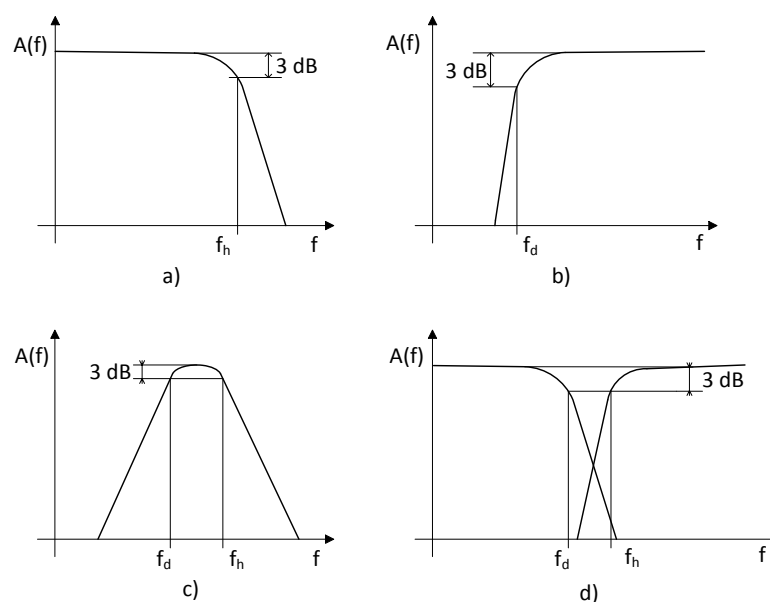 A(f)
3 dB
f_h
f
a)
A(f)
3 dB
f_d
f
b)
A(f)
3 dB
f_d
f_h
f
c)
A(f)
3 dB
f_d
f_h
f
d)